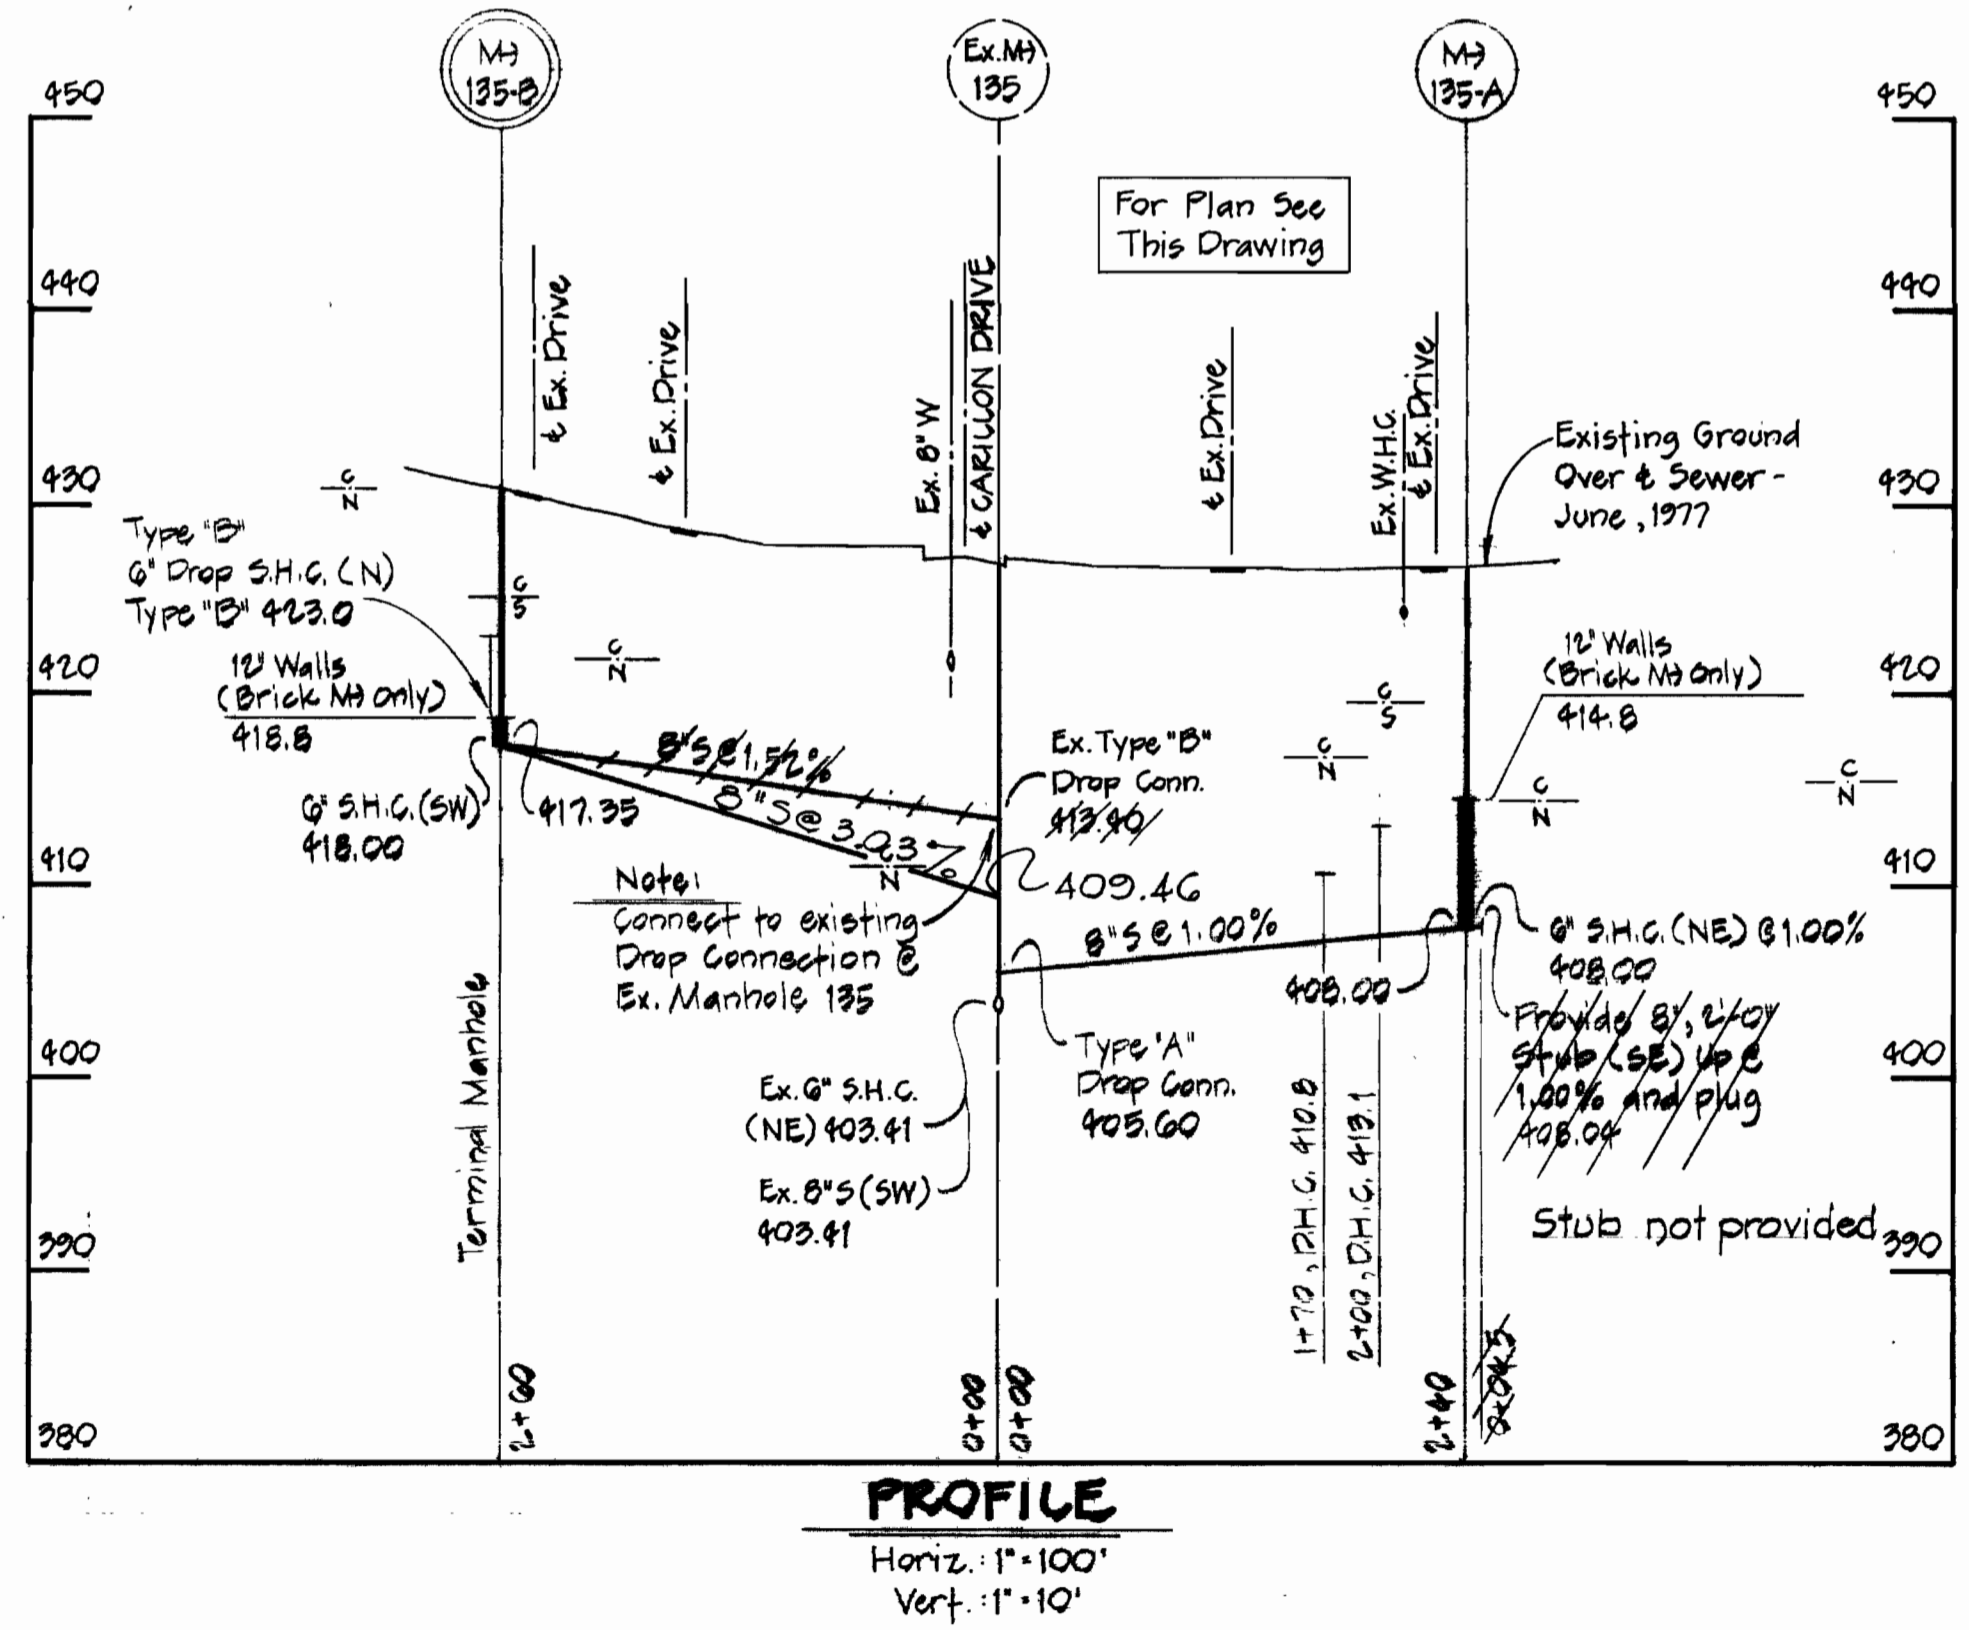 MH
135-B
Ex.MH
135
MH
135-A
450
450
For Plan See
This Drawing
440
440
℄ Ex. Drive
℄ Ex. Drive
Ex. 8"W
℄ CARILLON DRIVE
℄ Ex. Drive
Ex. W.H.C.
℄ Ex. Drive
Existing Ground
Over ℄ Sewer -
June, 1977
430
430
C
N
Type "B"
6" Drop S.H.C. (N)
Type "B" 423.0
C
S
C
N
12" Walls
(Brick MH only)
418.8
420
420
12" Walls
(Brick MH only)
414.8
C
S
C
N
C
N
C
N
8"S @ 1.52%
8"S @ 3.03%
C
N
417.35
6" S.H.C. (SW)
418.00
Ex. Type "B"
Drop Conn.
413.40
409.46
410
410
Note:
Connect to existing
Drop Connection @
Ex. Manhole 135
8"S @ 1.00%
408.00
6" S.H.C. (NE) @ 1.00%
408.00
Provide 8", 2'-0"
Stub (SE) up @
1.00% and plug
408.04
Stub not provided
400
400
Type "A"
Drop Conn.
405.60
Ex. 6" S.H.C.
(NE) 403.41
Ex. 8"S (SW)
403.41
Terminal Manhole
1+70, D.H.C. 410.8
2+00, D.H.C. 413.1
390
390
2+60
0+00
0+00
2+40
380
380
PROFILE
Horiz.: 1"=100'
Vert.: 1"=10'